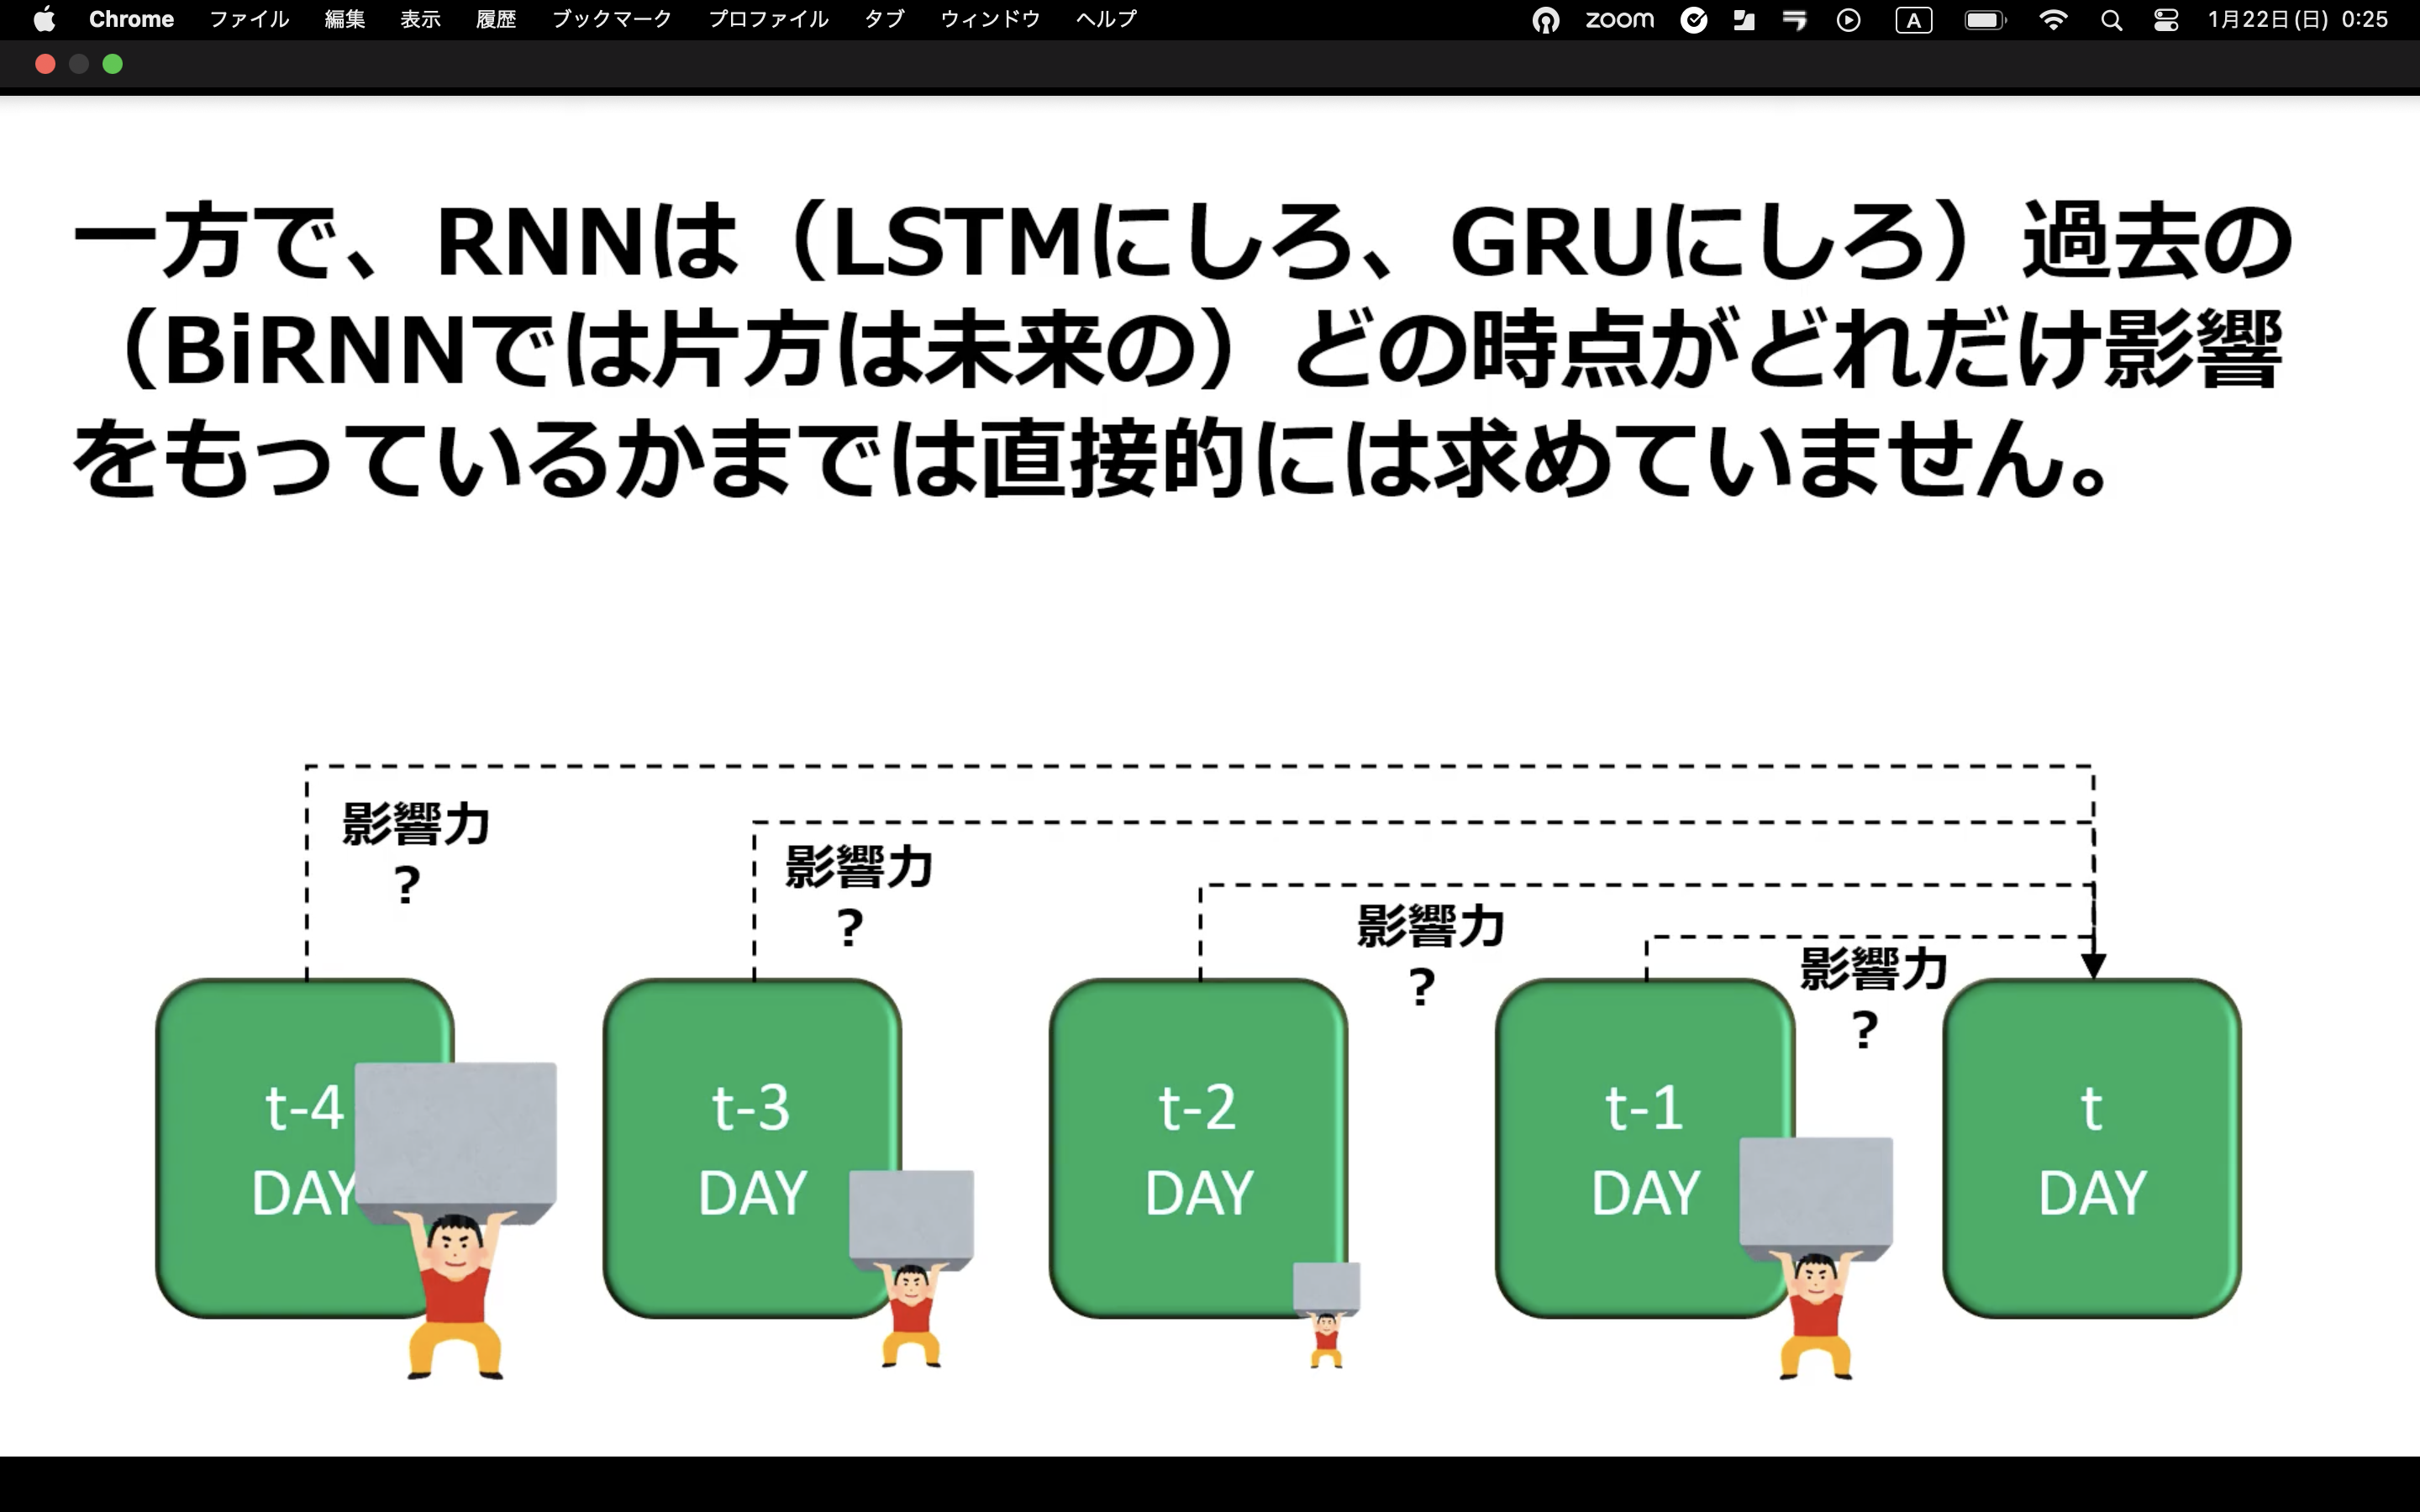 Chrome ファイル 編集 表示 履歴 ブックマーク プロファイル タブ ウィンドウ ヘルプ zoom A 1月22日(日) 0:25
一方で、RNNは（LSTMにしろ、GRUにしろ）過去の
（BiRNNでは片方は未来の）どの時点がどれだけ影響
をもっているかまでは直接的には求めていません。
影響力
?
影響力
?
影響力
?
影響力
?
t-4
DAY
t-3
DAY
t-2
DAY
t-1
DAY
t
DAY